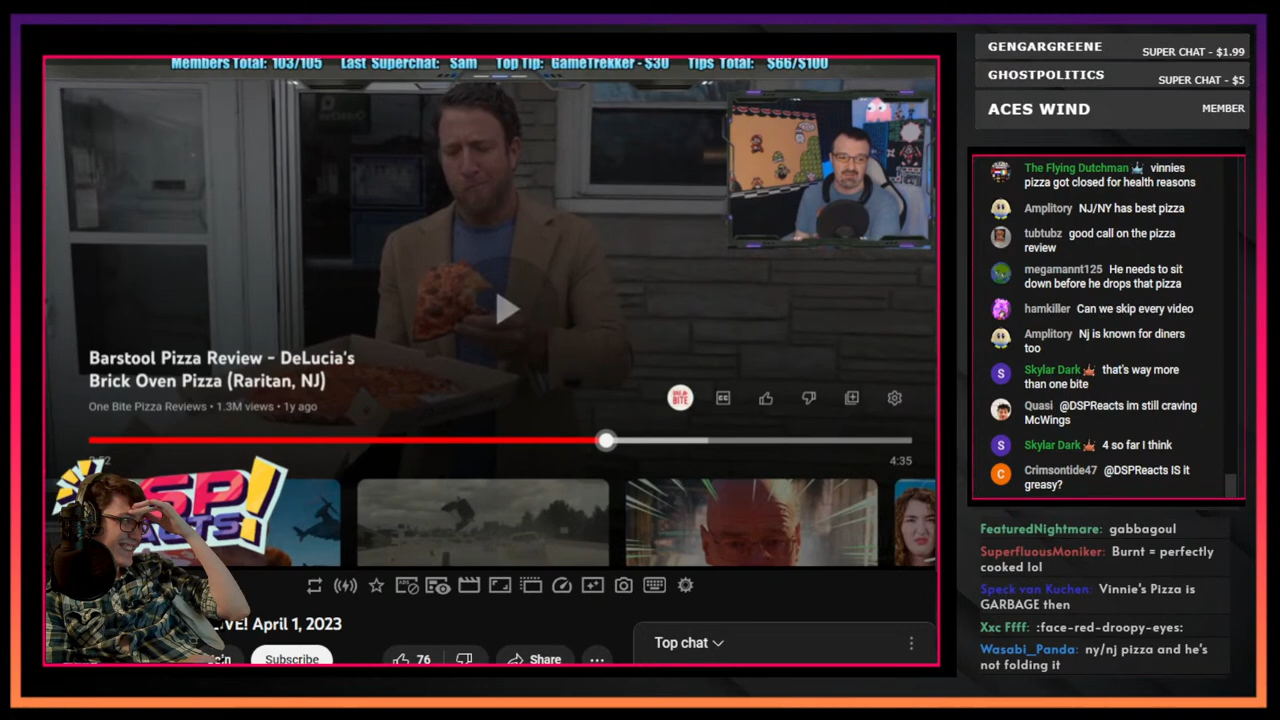 Members Total: 103/105 Last Superchat: Sam Top Tip: GameTrekker - $30 Tips Total: $66/$100
Barstool Pizza Review - DeLucia's
Brick Oven Pizza (Raritan, NJ)
One Bite Pizza Reviews • 1.3M views • 1y ago
BITE
CC
4:35
LIVE! April 1, 2023
Subscribe
76
Share
Top chat
GENGARGREENE SUPER CHAT - $1.99
GHOSTPOLITICS SUPER CHAT - $5
ACES WIND MEMBER
The Flying Dutchman vinnies
pizza got closed for health reasons
Amplitory NJ/NY has best pizza
tubtubz good call on the pizza
review
megamannt125 He needs to sit
down before he drops that pizza
hamkiller Can we skip every video
Amplitory Nj is known for diners
too
S Skylar Dark that's way more
than one bite
Quasi @DSPReacts im still craving
McWings
S Skylar Dark 4 so far I think
C Crimsontide47 @DSPReacts IS it
greasy?
FeaturedNightmare: gabbagoul
SuperfluousMoniker: Burnt = perfectly
cooked lol
Speck van Kuchen: Vinnie's Pizza is
GARBAGE then
Xxc Ffff: :face-red-droopy-eyes:
Wasabi_Panda: ny/nj pizza and he's
not folding it